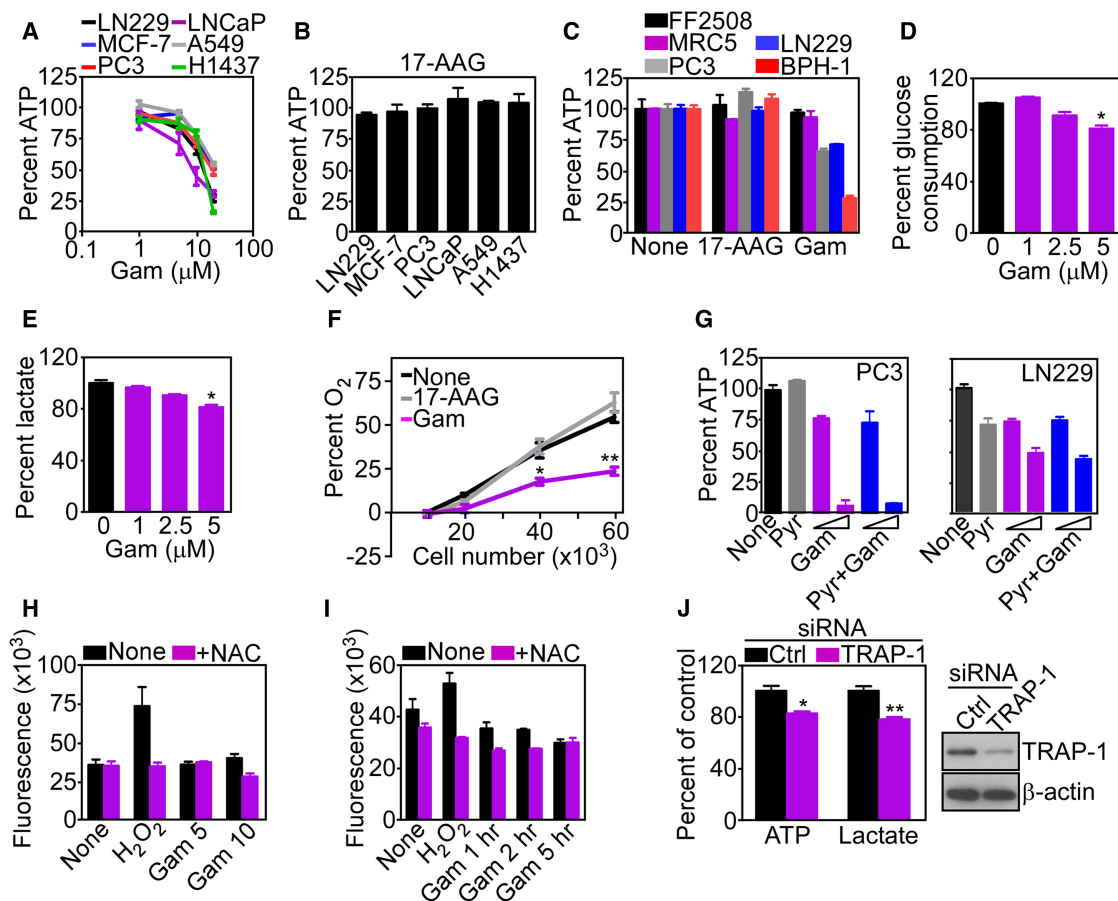 A
LN229 LNCaP
MCF-7 A549
PC3 H1437
Percent ATP
125
100
75
50
25
0
0.1 1 10 100
Gam (μM)
B
17-AAG
Percent ATP
125
100
75
50
25
0
LN229
MCF-7
PC3
LNCaP
A549
H1437
C
FF2508
MRC5 LN229
PC3 BPH-1
Percent ATP
125
100
75
50
25
0
None 17-AAG Gam
D
Percent glucose
consumption
120
80
40
0
0 1 2.5 5
*
Gam (μM)
E
Percent lactate
120
80
40
0
0 1 2.5 5
*
Gam (μM)
F
Percent O2
75
50
25
0
-25
None
17-AAG
Gam
* **
20 40 60
Cell number (x10³)
G
Percent ATP
125
100
75
50
25
0
PC3
None
Pyr
Gam
Pyr+Gam
LN229
None
Pyr
Gam
Pyr+Gam
H
None +NAC
Fluorescence (x10³)
100
75
50
25
0
None
H2O2
Gam 5
Gam 10
I
None +NAC
Fluorescence (x10³)
60
40
20
0
None
H2O2
Gam 1 hr
Gam 2 hr
Gam 5 hr
J
siRNA
Ctrl TRAP-1
Percent of control
120
80
40
0
* **
ATP Lactate
siRNA
Ctrl
TRAP-1
TRAP-1
β-actin